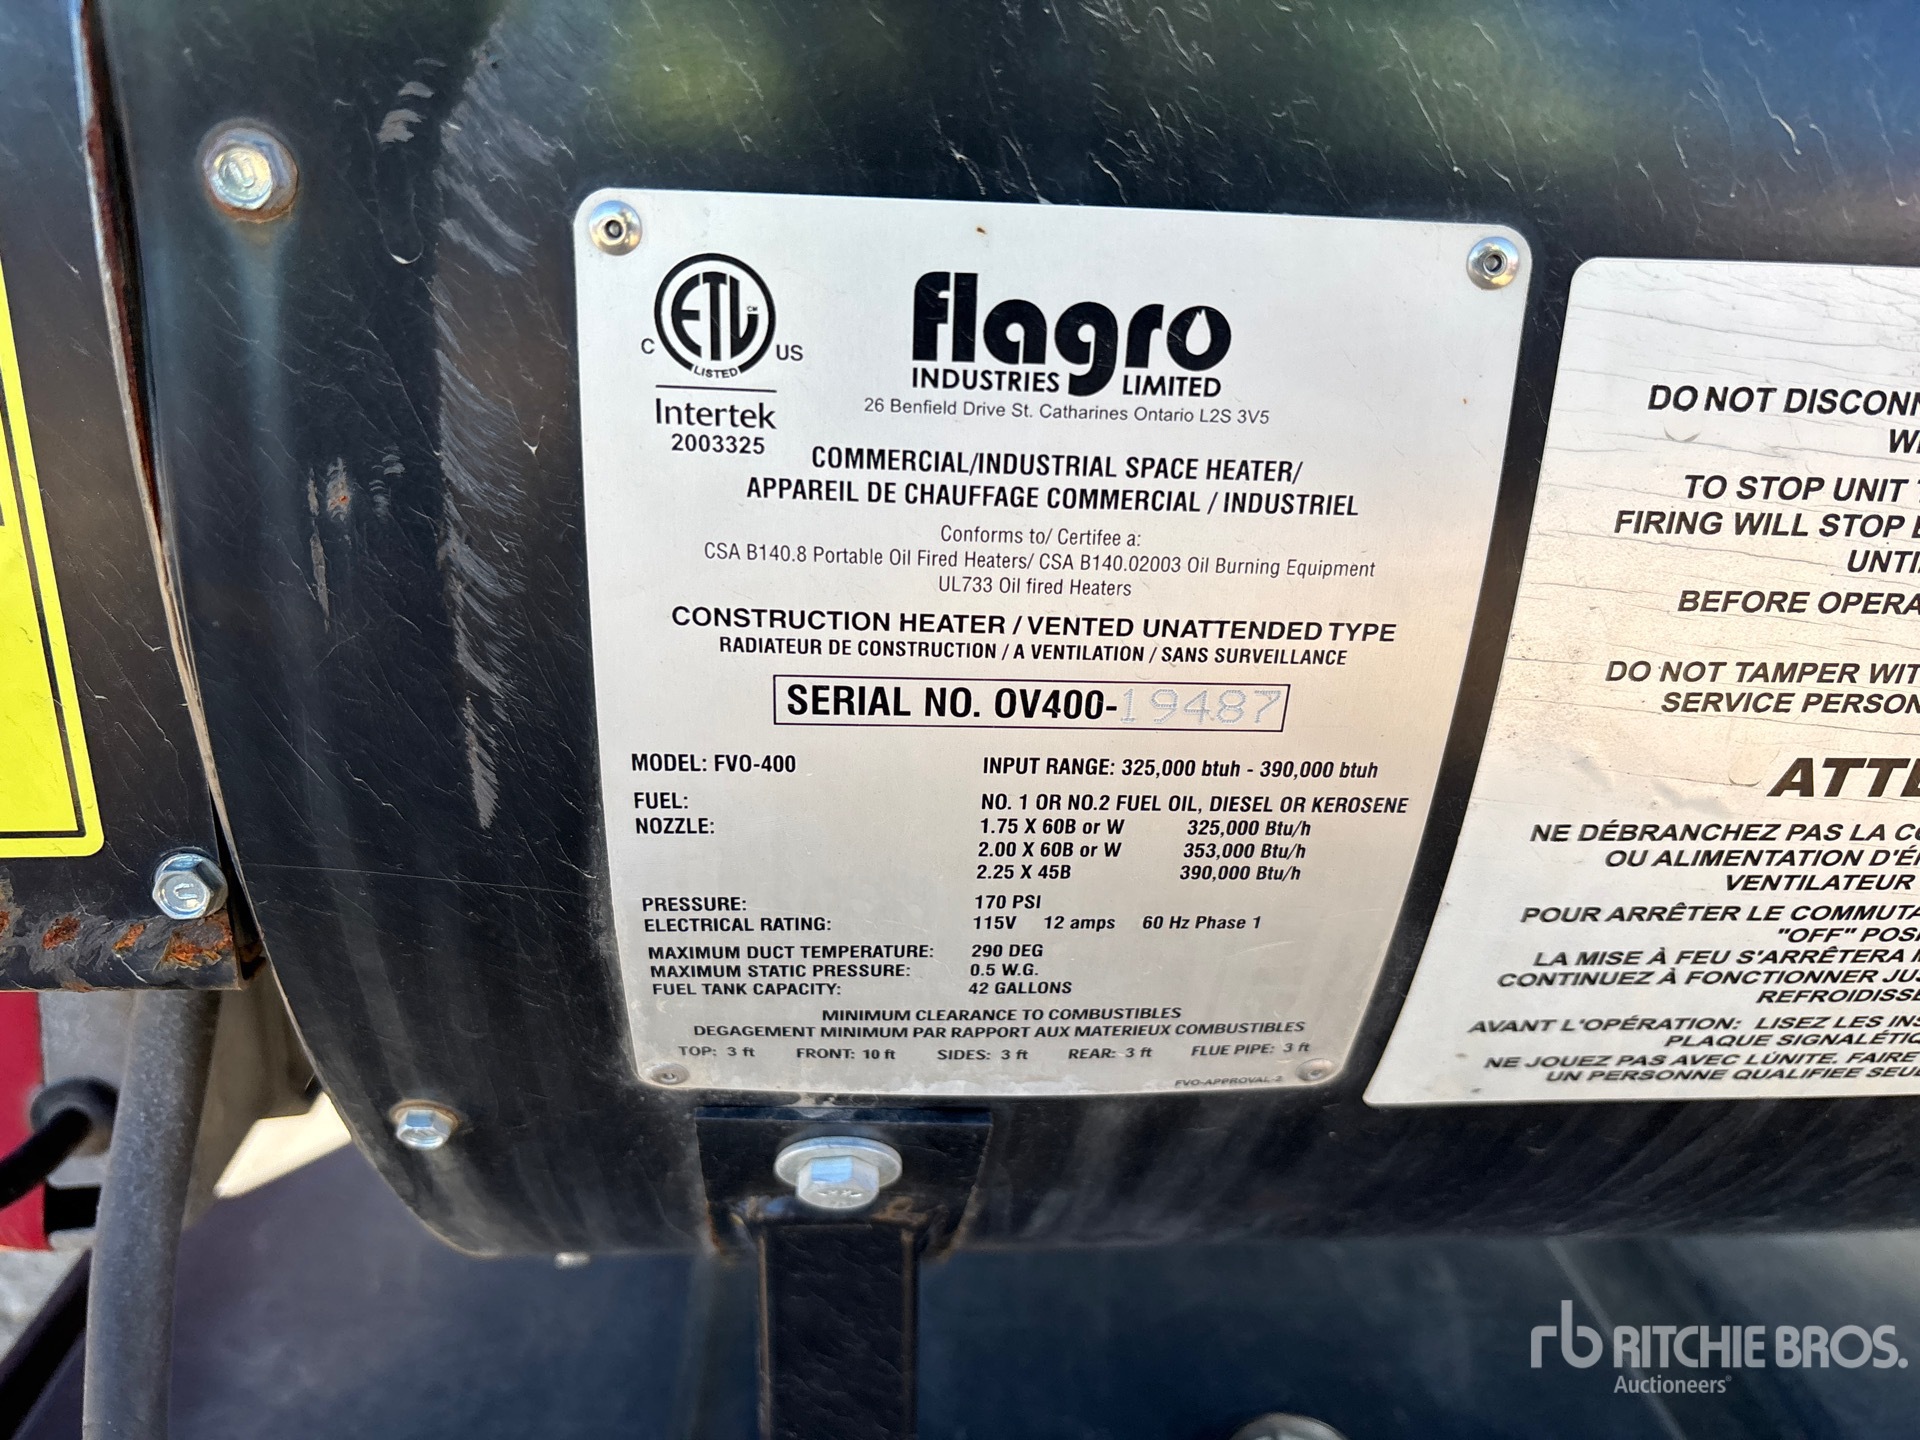 C ETL CM US
LISTED
Intertek
2003325
flagro
INDUSTRIES LIMITED
26 Benfield Drive St. Catharines Ontario L2S 3V5
COMMERCIAL/INDUSTRIAL SPACE HEATER/
APPAREIL DE CHAUFFAGE COMMERCIAL / INDUSTRIEL
Conforms to/ Certifee a:
CSA B140.8 Portable Oil Fired Heaters/ CSA B140.02003 Oil Burning Equipment
UL733 Oil fired Heaters
CONSTRUCTION HEATER / VENTED UNATTENDED TYPE
RADIATEUR DE CONSTRUCTION / A VENTILATION / SANS SURVEILLANCE
SERIAL NO. OV400-19487
MODEL: FVO-400 INPUT RANGE: 325,000 btuh - 390,000 btuh
FUEL: NO. 1 OR NO.2 FUEL OIL, DIESEL OR KEROSENE
NOZZLE: 1.75 X 60B or W 325,000 Btu/h
2.00 X 60B or W 353,000 Btu/h
2.25 X 45B 390,000 Btu/h
PRESSURE: 170 PSI
ELECTRICAL RATING: 115V 12 amps 60 Hz Phase 1
MAXIMUM DUCT TEMPERATURE: 290 DEG
MAXIMUM STATIC PRESSURE: 0.5 W.G.
FUEL TANK CAPACITY: 42 GALLONS
MINIMUM CLEARANCE TO COMBUSTIBLES
DEGAGEMENT MINIMUM PAR RAPPORT AUX MATERIEUX COMBUSTIBLES
TOP: 3 ft FRONT: 10 ft SIDES: 3 ft REAR: 3 ft FLUE PIPE: 3 ft
FVO-APPROVAL-2
DO NOT DISCONN
TO STOP UNIT
FIRING WILL STOP
UNTI
BEFORE OPERA
DO NOT TAMPER WIT
SERVICE PERSON
ATTE
NE DÉBRANCHEZ PAS LA CO
OU ALIMENTATION D'ÉN
VENTILATEUR
POUR ARRÊTER LE COMMUTA
"OFF" POSI
LA MISE À FEU S'ARRÊTERA
CONTINUEZ À FONCTIONNER JUS
REFROIDISSE
AVANT L'OPÉRATION: LISEZ LES INS
PLAQUE SIGNALÉTIQ
NE JOUEZ PAS AVEC LÚNITE. FAIRE
UN PERSONNE QUALIFIEE SEUL
rb RITCHIE BROS.
Auctioneers